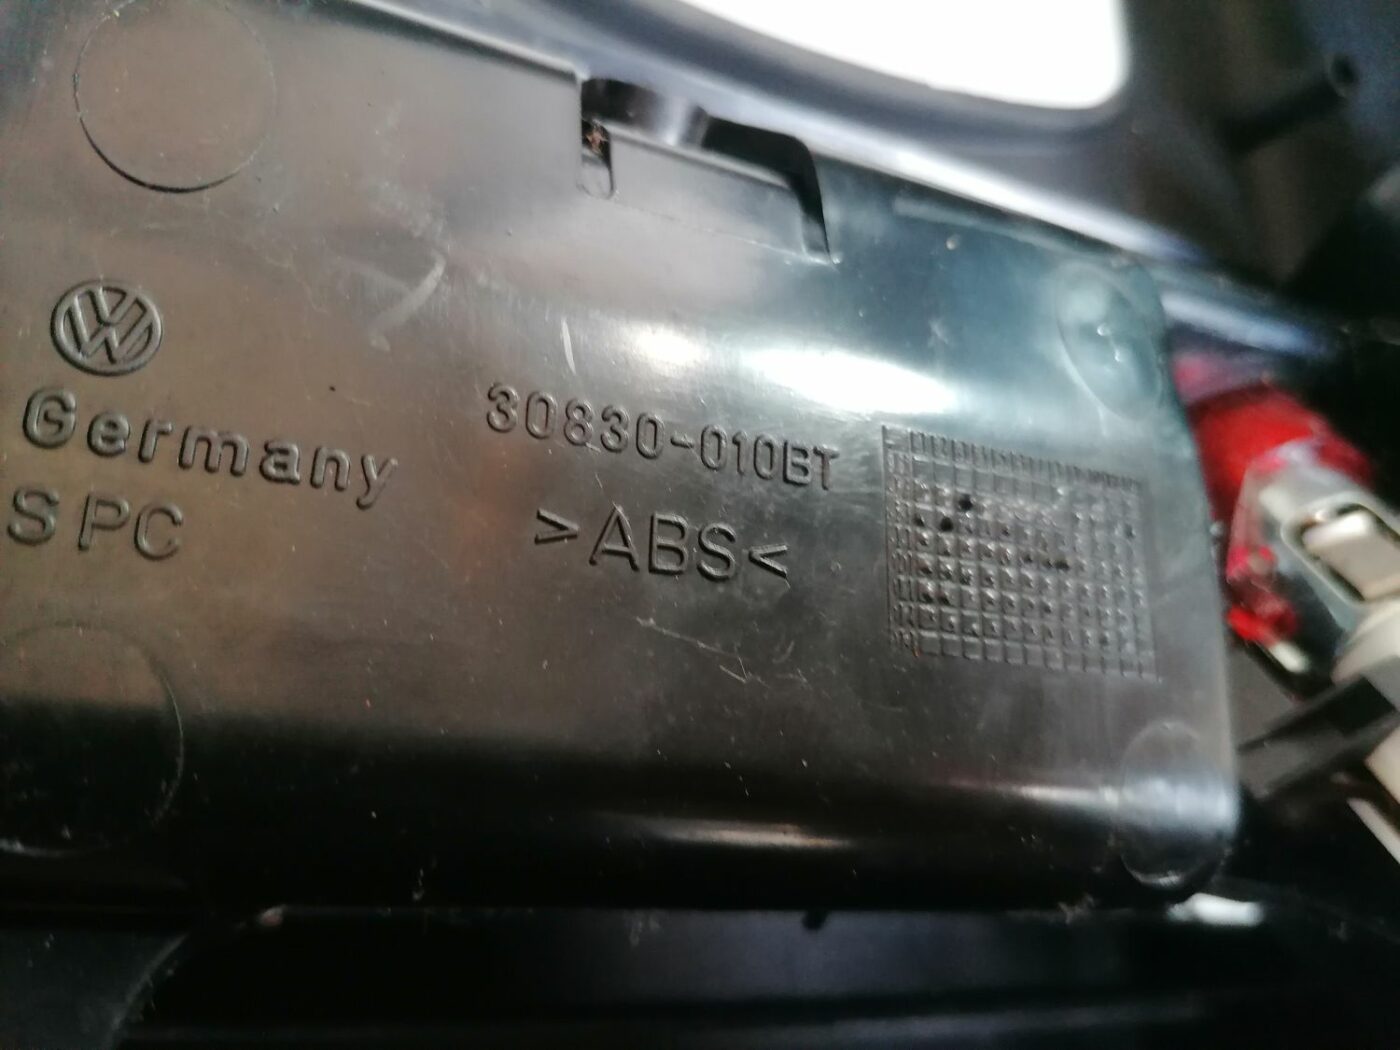 Germany
SPC
30830-010BT
>ABS<